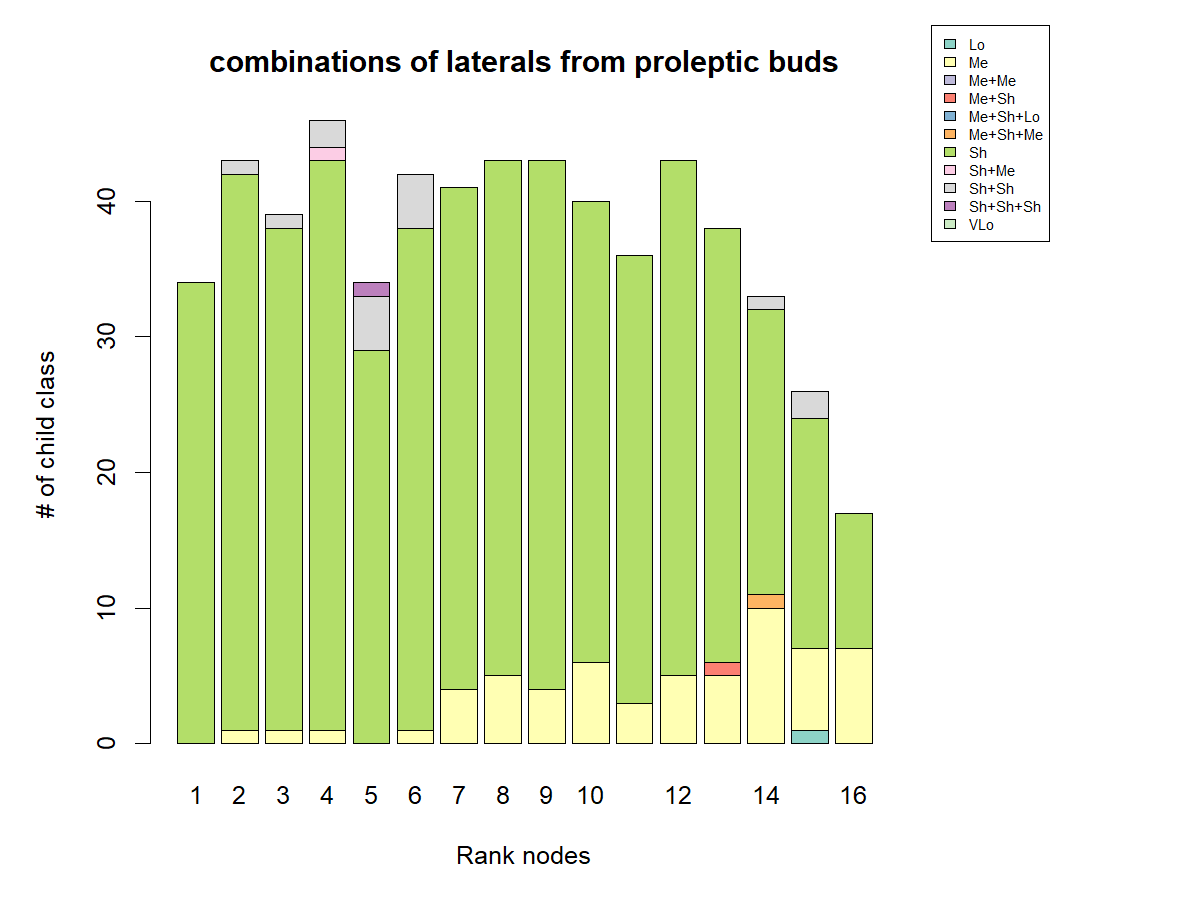 combinations of laterals from proleptic buds
Lo
Me
Me+Me
Me+Sh
Me+Sh+Lo
Me+Sh+Me
Sh
Sh+Me
Sh+Sh
Sh+Sh+Sh
VLo
# of child class
40
30
20
10
0
1 2 3 4 5 6 7 8 9 10 12 14 16
Rank nodes